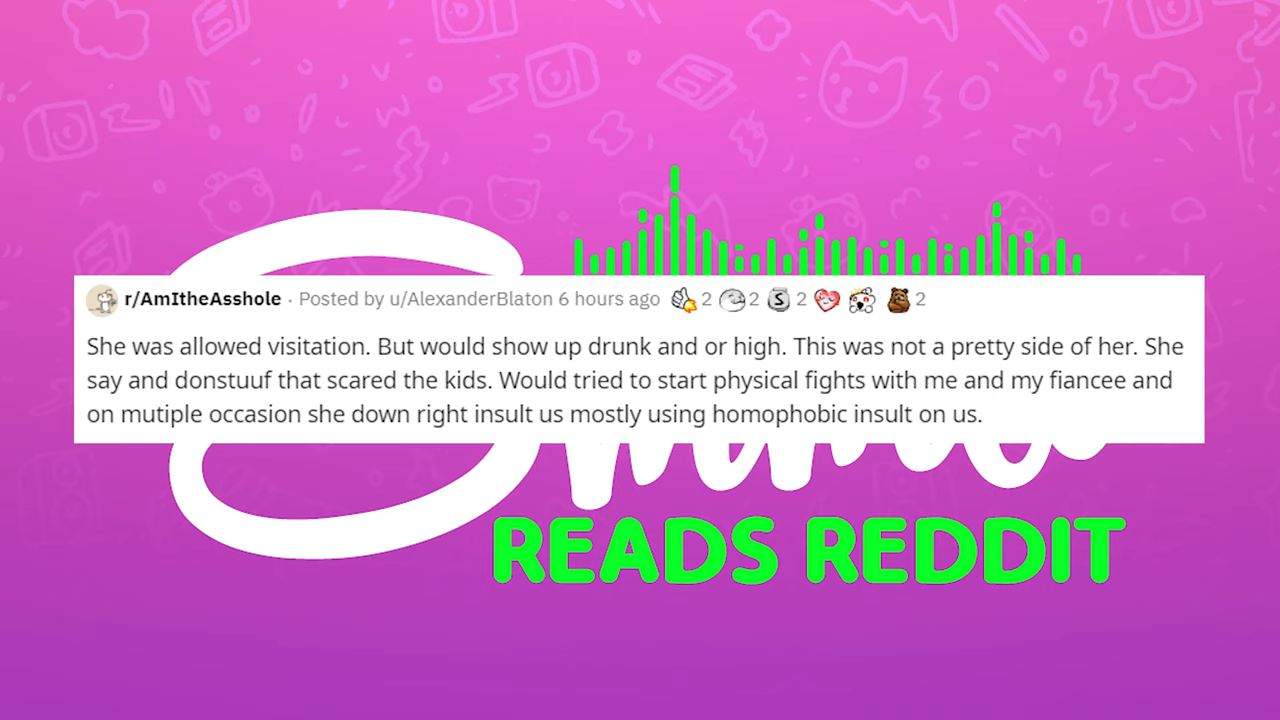 r/AmItheAsshole · Posted by u/AlexanderBlaton 6 hours ago 2 2 2 2
She was allowed visitation. But would show up drunk and or high. This was not a pretty side of her. She
say and donstuuf that scared the kids. Would tried to start physical fights with me and my fiancee and
on mutiple occasion she down right insult us mostly using homophobic insult on us.
READS REDDIT